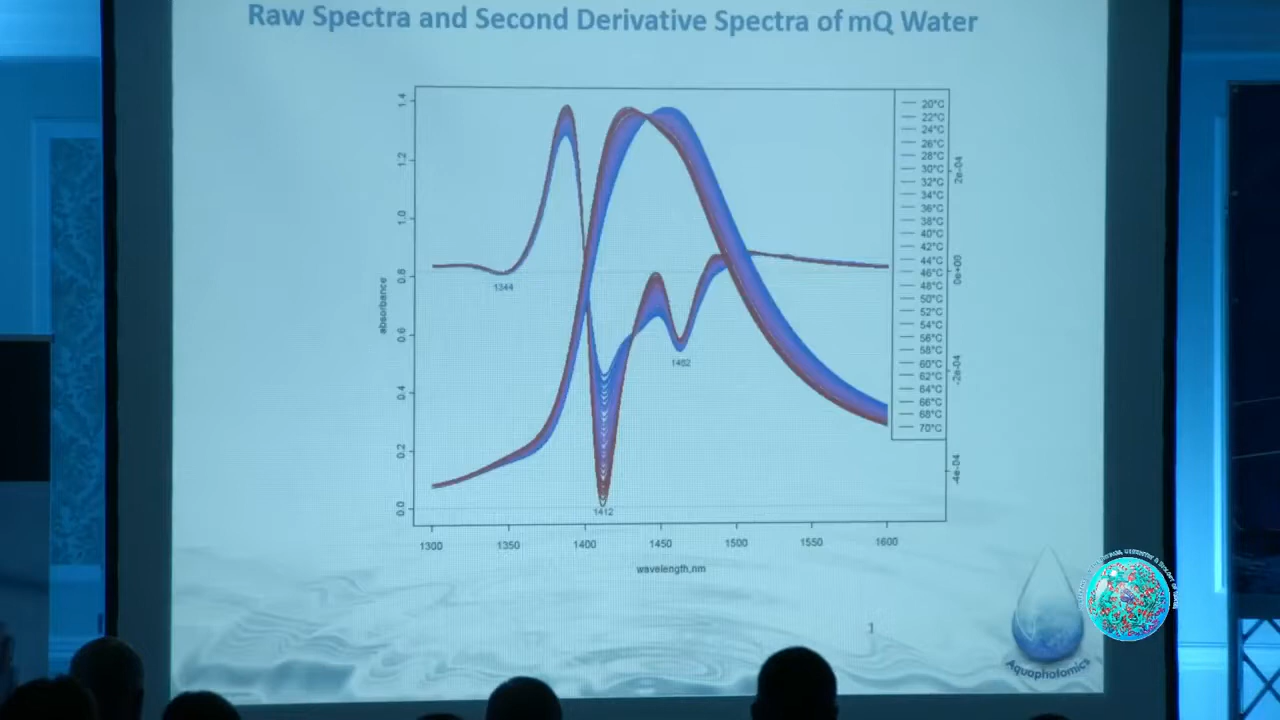 Raw Spectra and Second Derivative Spectra of mQ Water
1.4
1.2
1.0
0.8
0.6
0.4
0.2
0.0
absorbance
1344
1412
1482
20°C
22°C
24°C
26°C
28°C
30°C
32°C
34°C
36°C
38°C
40°C
42°C
44°C
46°C
48°C
50°C
52°C
54°C
56°C
58°C
60°C
62°C
64°C
66°C
68°C
70°C
2e-04
0e+00
-2e-04
-4e-04
1300 1350 1400 1450 1500 1550 1600
wavelength,nm
1
Aquaphotomics